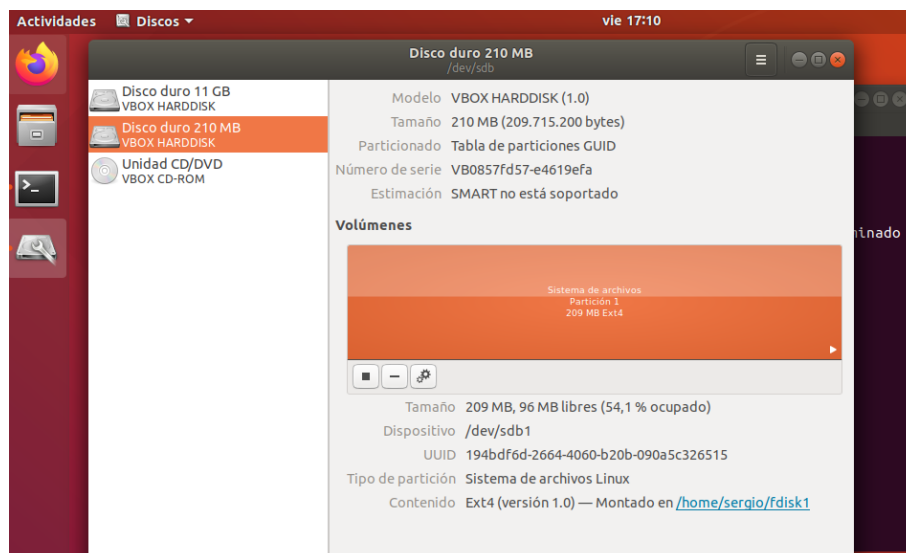 Actividades Discos vie 17:10
Disco duro 210 MB
/dev/sdb
Disco duro 11 GB
VBOX HARDDISK
Disco duro 210 MB
VBOX HARDDISK
Unidad CD/DVD
VBOX CD-ROM
Modelo VBOX HARDDISK (1.0)
Tamaño 210 MB (209.715.200 bytes)
Particionado Tabla de particiones GUID
Número de serie VB0857fd57-e4619efa
Estimación SMART no está soportado
Volúmenes
Sistema de archivos
Partición 1
209 MB Ext4
Tamaño 209 MB, 96 MB libres (54,1 % ocupado)
Dispositivo /dev/sdb1
UUID 194bdf6d-2664-4060-b20b-090a5c326515
Tipo de partición Sistema de archivos Linux
Contenido Ext4 (versión 1.0) — Montado en /home/sergio/fdisk1
ninado